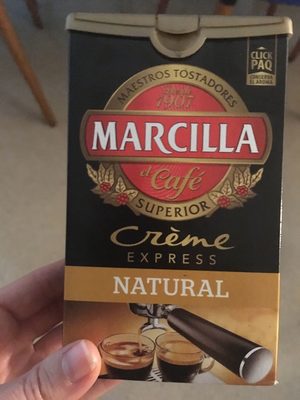 CLICK
PAQ
CONSERVA
EL AROMA
MAESTROS TOSTADORES
desde
1907
MARCILLA
el Café
SUPERIOR
Crème
EXPRESS
NATURAL